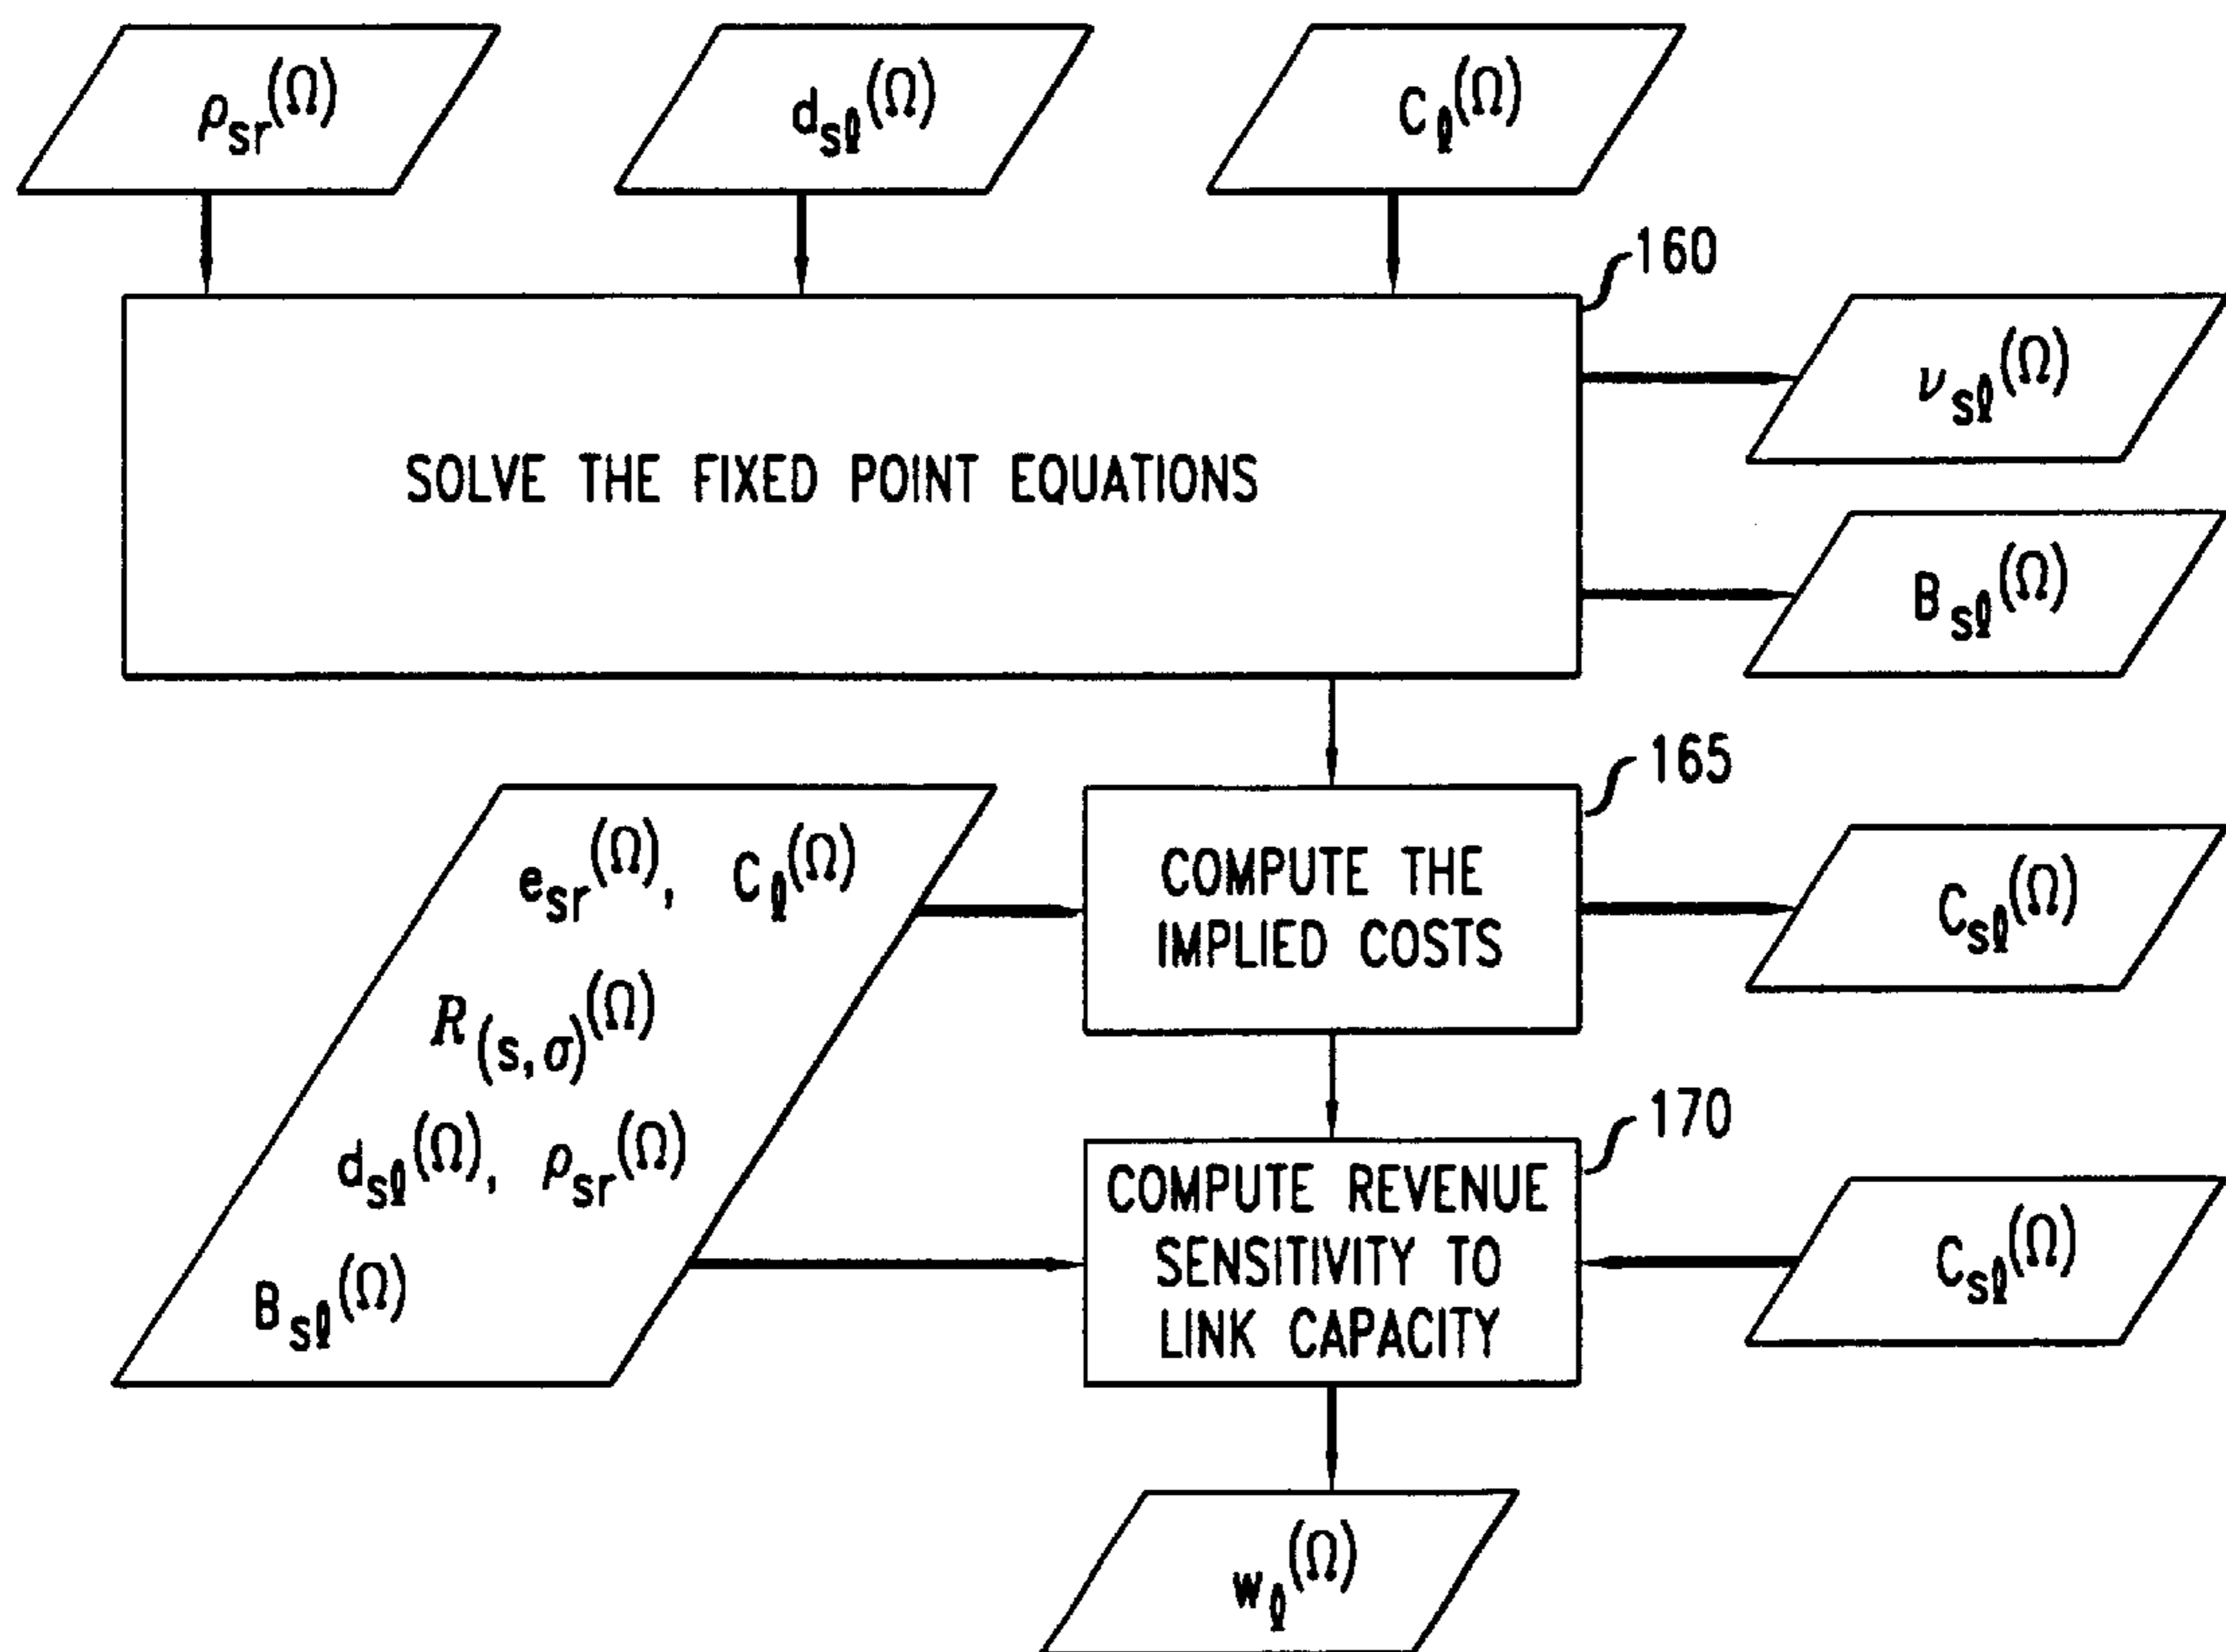 ρsr(Ω)
dsℓ(Ω)
Cℓ(Ω)
160
SOLVE THE FIXED POINT EQUATIONS
νsℓ(Ω)
Bsℓ(Ω)
165
esr(Ω), Cℓ(Ω)
R(s,σ)(Ω)
dsℓ(Ω), ρsr(Ω)
Bsℓ(Ω)
COMPUTE THE
IMPLIED COSTS
Csℓ(Ω)
170
COMPUTE REVENUE
SENSITIVITY TO
LINK CAPACITY
Csℓ(Ω)
wℓ(Ω)